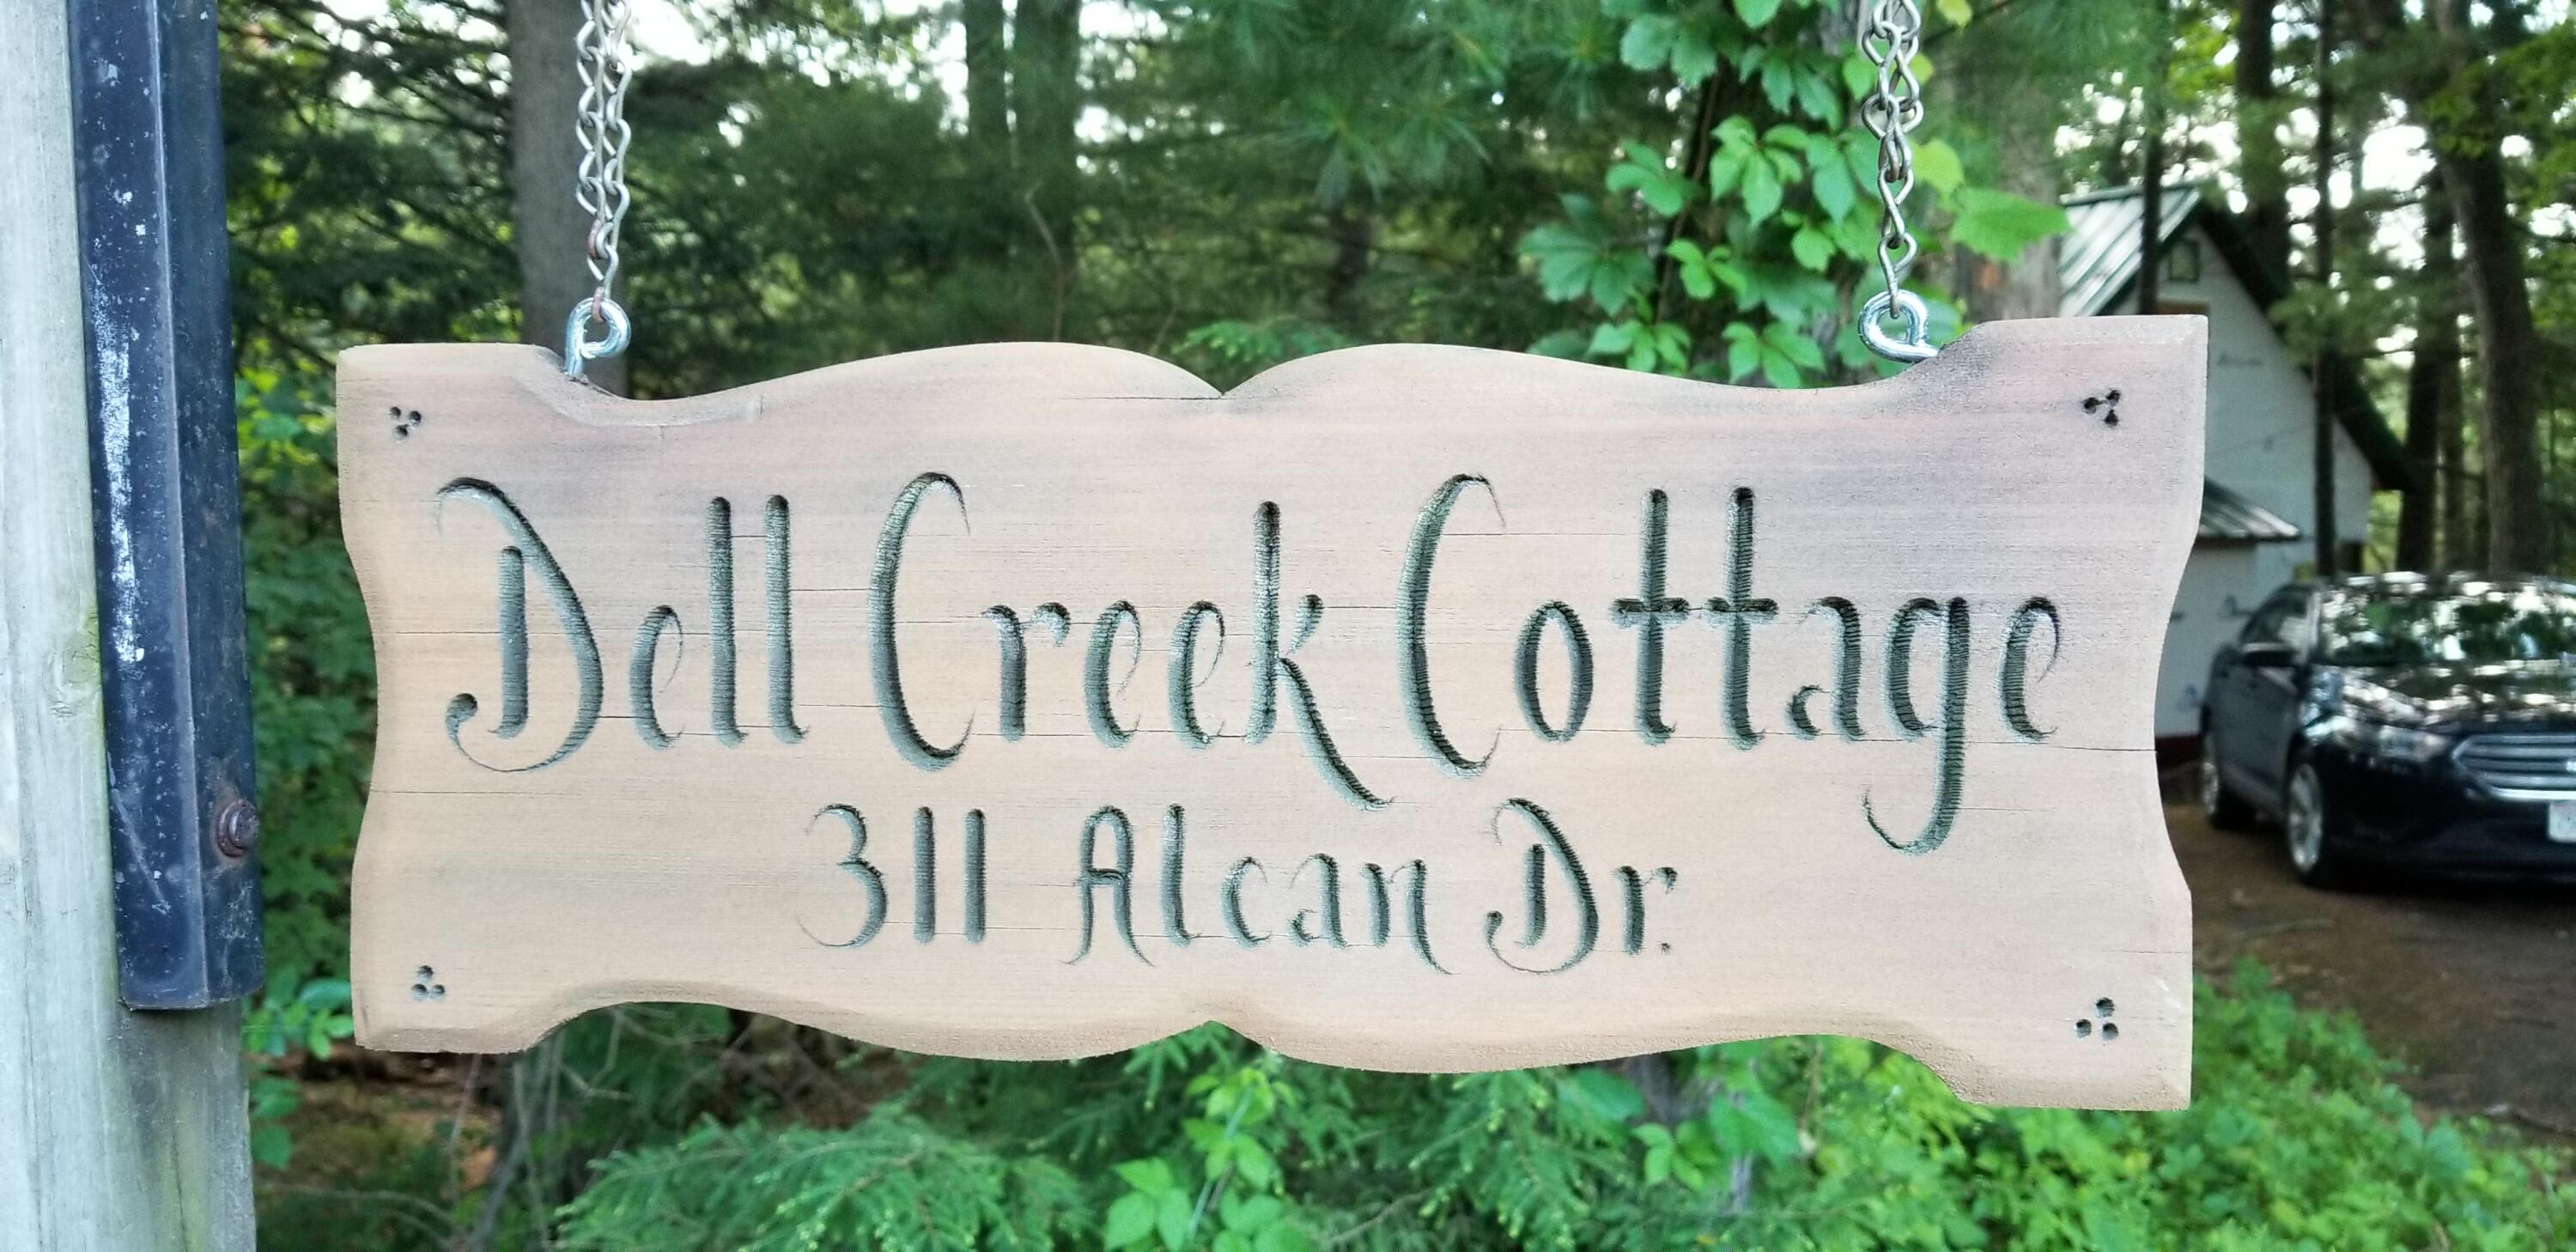 Dell Creek Cottage
311 Alcan Dr.